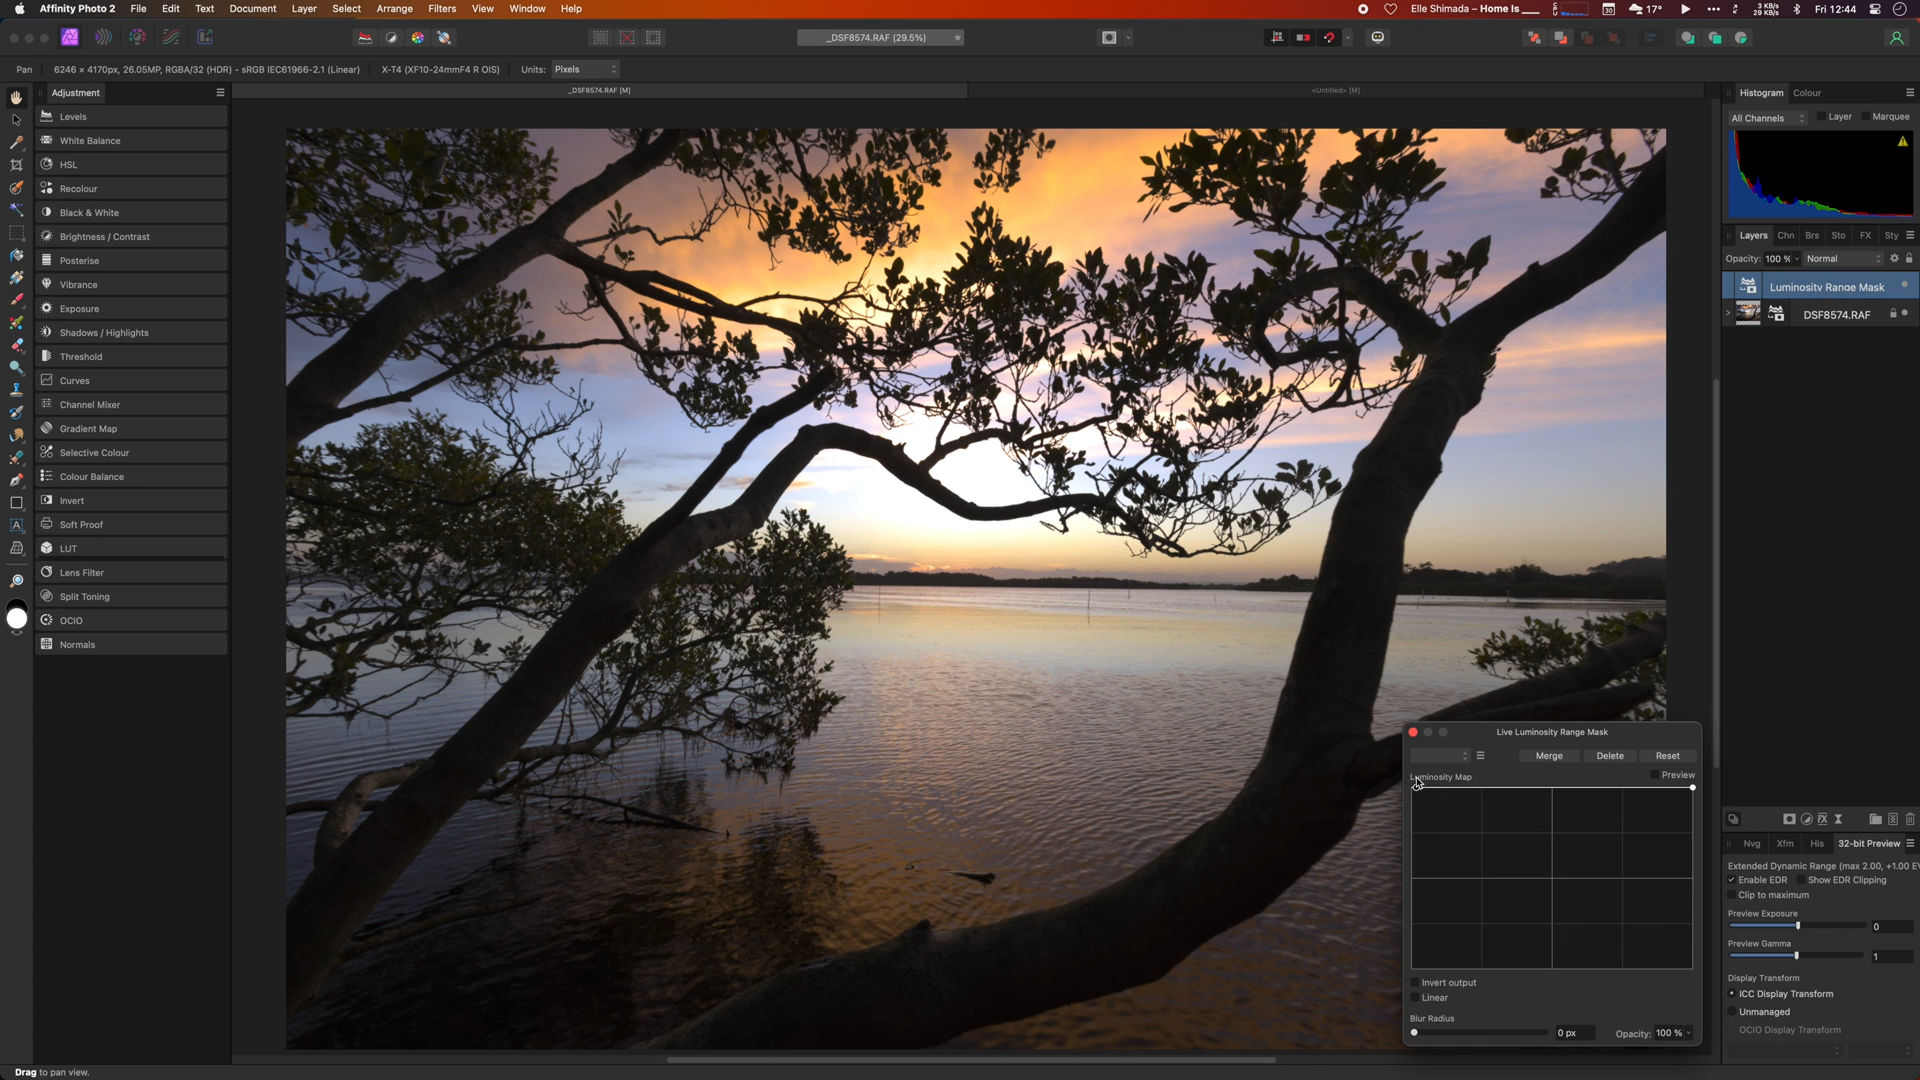 Affinity Photo 2 File Edit Text Document Layer Select Arrange Filters View Window Help Elle Shimada – Home Is ___ 30 17° 3 KB/s 29 KB/s Fri 12:44
_DSF8574.RAF (29.5%)
Pan 6246 × 4170px, 26.05MP, RGBA/32 (HDR) - sRGB IEC61966-2.1 (Linear) X-T4 (XF10-24mmF4 R OIS) Units: Pixels
_DSF8574.RAF [M] <Untitled> [M]
Adjustment
Levels
White Balance
HSL
Recolour
Black & White
Brightness / Contrast
Posterise
Vibrance
Exposure
Shadows / Highlights
Threshold
Curves
Channel Mixer
Gradient Map
Selective Colour
Colour Balance
Invert
Soft Proof
LUT
Lens Filter
Split Toning
OCIO
Normals
Histogram Colour
All Channels Layer Marquee
Layers Chn Brs Sto FX Sty
Opacity: 100 % Normal
Luminosity Range Mask
DSF8574.RAF
Live Luminosity Range Mask
Merge Delete Reset
Luminosity Map Preview
Invert output
Linear
Blur Radius
0 px Opacity: 100 %
Nvg Xfm His 32-bit Preview
Extended Dynamic Range (max 2.00, +1.00 EV
Enable EDR Show EDR Clipping
Clip to maximum
Preview Exposure
0
Preview Gamma
1
Display Transform
ICC Display Transform
Unmanaged
OCIO Display Transform
Drag to pan view.